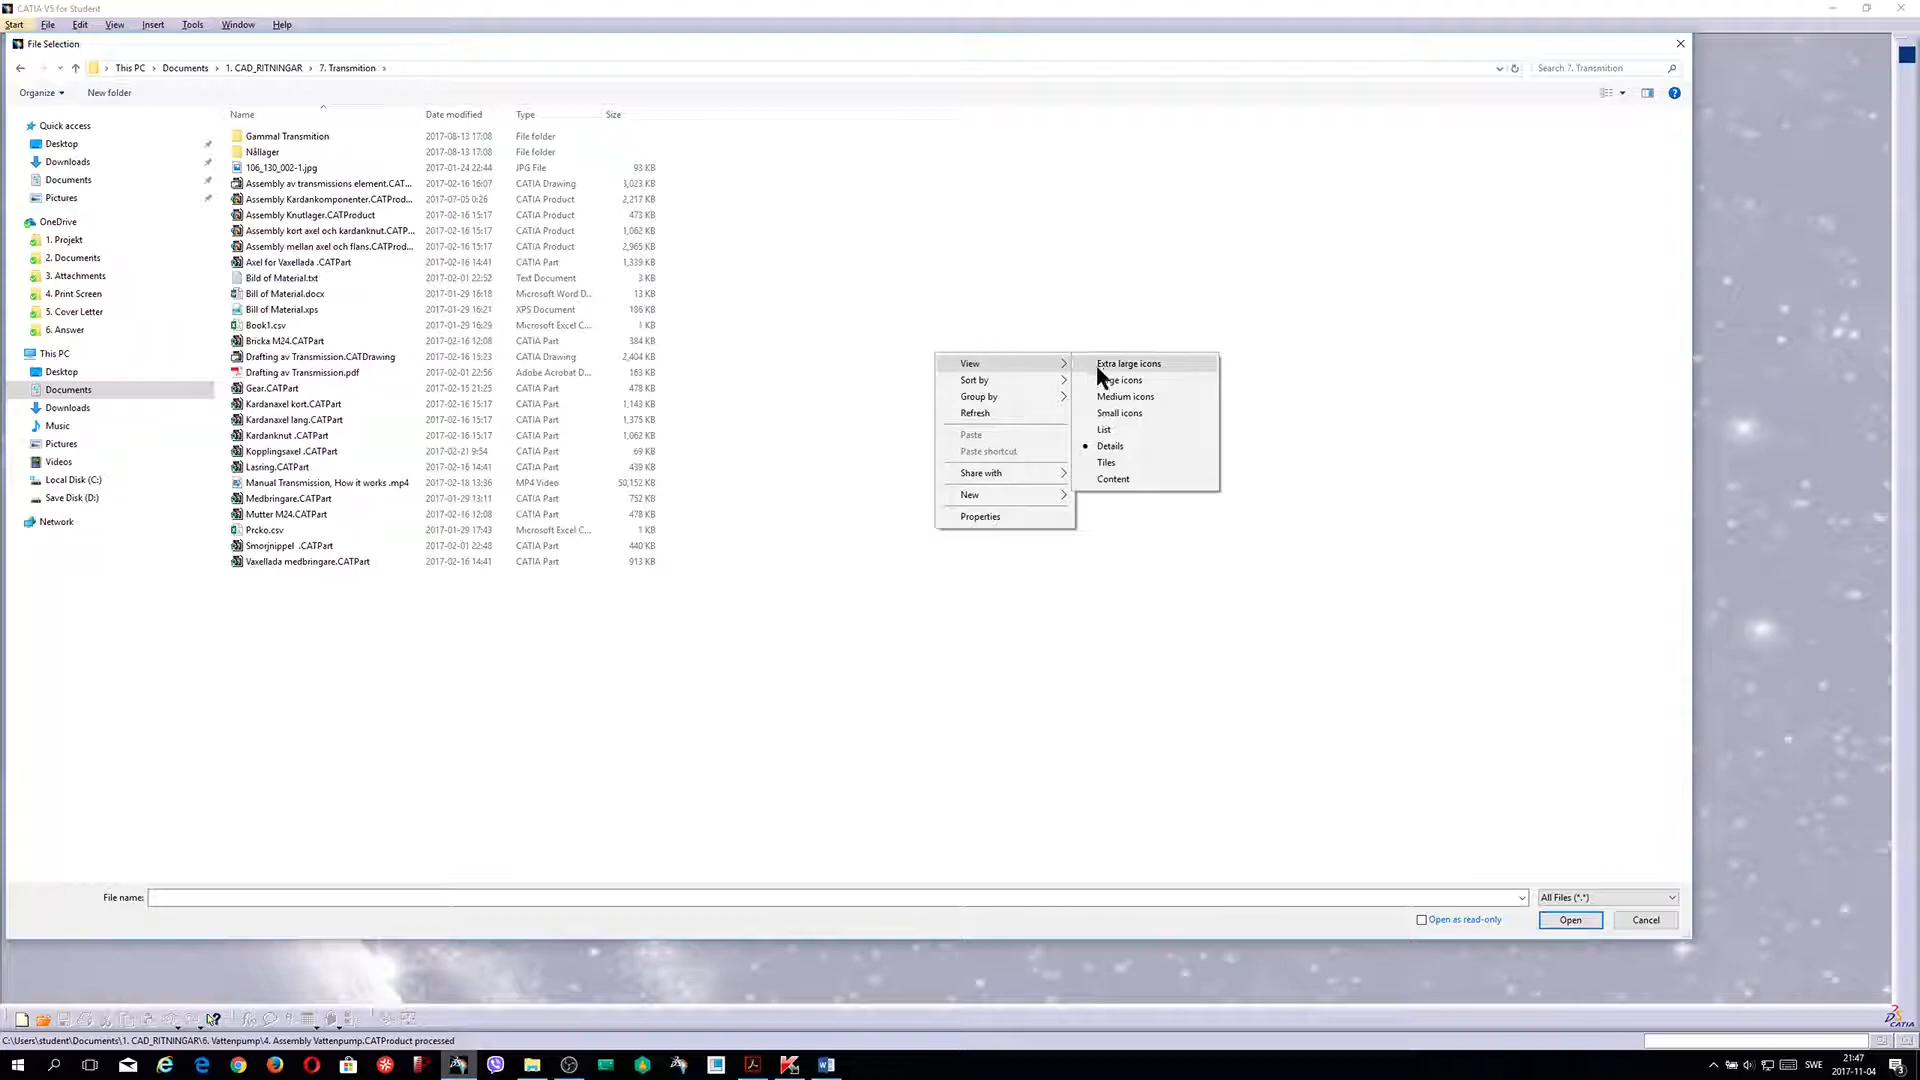 CATIA V5 for Student
Start File Edit View Insert Tools Window Help
File Selection
This PC Documents 1. CAD_RITNINGAR 7. Transmition
Search 7. Transmition
Organize New folder
Name Date modified Type Size
Quick access
Desktop
Downloads
Documents
Pictures
OneDrive
1. Projekt
2. Documents
3. Attachments
4. Print Screen
5. Cover Letter
6. Answer
This PC
Desktop
Documents
Downloads
Music
Pictures
Videos
Local Disk (C:)
Save Disk (D:)
Network
Gammal Transmition 2017-08-13 17:08 File folder
Nållager 2017-08-13 17:08 File folder
106_130_002-1.jpg 2017-01-24 22:44 JPG File 93 KB
Assembly av transmissions element.CAT... 2017-02-16 16:07 CATIA Drawing 3,023 KB
Assembly Kardankomponenter.CATProd... 2017-07-05 0:26 CATIA Product 2,217 KB
Assembly Knutlager.CATProduct 2017-02-16 15:17 CATIA Product 473 KB
Assembly kort axel och kardanknut.CATP... 2017-02-16 15:17 CATIA Product 1,062 KB
Assembly mellan axel och flans.CATProd... 2017-02-16 15:17 CATIA Product 2,965 KB
Axel for Vaxellada .CATPart 2017-02-16 14:41 CATIA Part 1,339 KB
Bild of Material.txt 2017-02-01 22:52 Text Document 3 KB
Bill of Material.docx 2017-01-29 16:18 Microsoft Word D... 13 KB
Bill of Material.xps 2017-01-29 16:21 XPS Document 186 KB
Book1.csv 2017-01-29 16:29 Microsoft Excel C... 1 KB
Bricka M24.CATPart 2017-02-16 12:08 CATIA Part 384 KB
Drafting av Transmission.CATDrawing 2017-02-16 15:23 CATIA Drawing 2,404 KB
Drafting av Transmission.pdf 2017-02-01 22:52 Adobe Acrobat D... 163 KB
Gear.CATPart 2017-02-15 21:25 CATIA Part 478 KB
Kardanaxel kort.CATPart 2017-02-16 15:17 CATIA Part 1,143 KB
Kardanaxel lang.CATPart 2017-02-16 15:17 CATIA Part 1,375 KB
Kardanknut .CATPart 2017-02-16 15:17 CATIA Part 1,062 KB
Kopplingsaxel .CATPart 2017-02-21 9:54 CATIA Part 69 KB
Lasring.CATPart 2017-02-16 14:41 CATIA Part 439 KB
Manual Transmission, How it works .mp4 2017-02-18 13:36 MP4 Video 50,152 KB
Medbringare.CATPart 2017-01-29 13:11 CATIA Part 752 KB
Mutter M24.CATPart 2017-02-16 12:08 CATIA Part 478 KB
Prcko.csv 2017-01-29 17:43 Microsoft Excel C... 1 KB
Smorjnippel .CATPart 2017-02-01 22:48 CATIA Part 440 KB
Vaxellada medbringare.CATPart 2017-02-16 14:41 CATIA Part 913 KB
View
Sort by
Group by
Refresh
Paste
Paste shortcut
Share with
New
Properties
Extra large icons
icons
Medium icons
Small icons
List
Details
Tiles
Content
File name:
All Files (*.*)
Open as read-only
Open Cancel
CATIA
C:\Users\student\Documents\1. CAD_RITNINGAR\6. Vattenpump\4. Assembly Vattenpump.CATProduct processed
SWE
21:47
2017-11-04